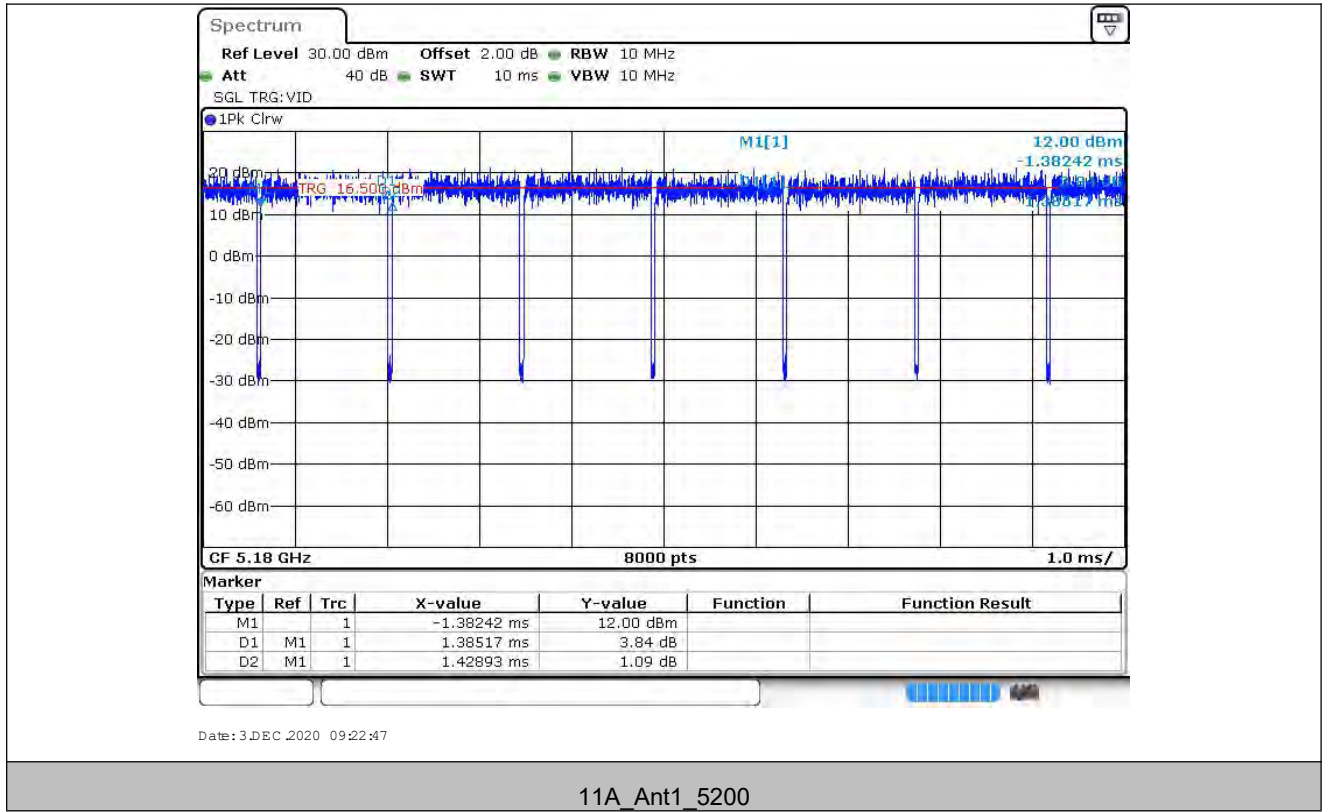 Spectrum
Ref Level 30.00 dBm Offset 2.00 dB RBW 10 MHz
Att 40 dB SWT 10 ms VBW 10 MHz
SGL TRG:VID
1Pk Clrw
M1[1] 12.00 dBm
-1.38242 ms
20 dBm
TRG 16.500 dBm
1.38517 ms
10 dBm
0 dBm
-10 dBm
-20 dBm
-30 dBm
-40 dBm
-50 dBm
-60 dBm
CF 5.18 GHz 8000 pts 1.0 ms/
Marker
Type Ref Trc X-value Y-value Function Function Result
M1 1 -1.38242 ms 12.00 dBm
D1 M1 1 1.38517 ms 3.84 dB
D2 M1 1 1.42893 ms 1.09 dB
Date: 3.DEC.2020 09:22:47
11A_Ant1_5200